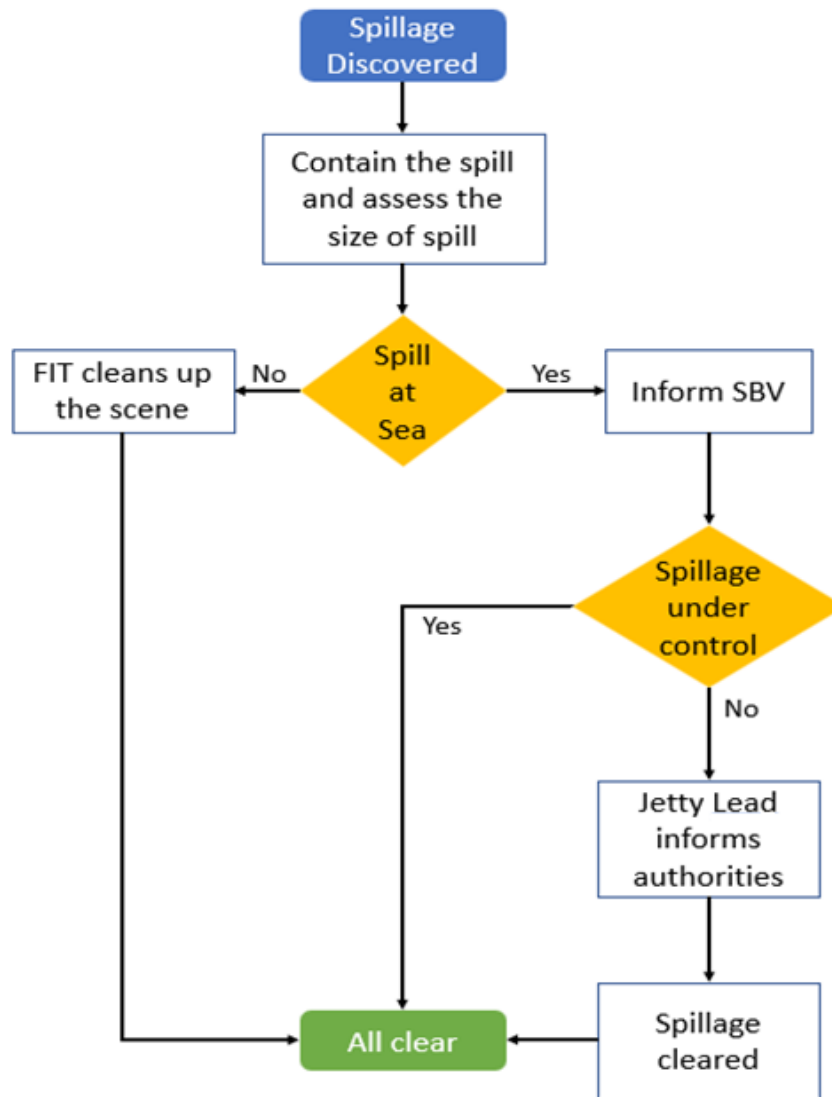 Spillage
Discovered
Contain the spill
and assess the
size of spill
FIT cleans up
the scene
No
Spill
at
Sea
Yes
Inform SBV
Spillage
under
control
Yes
No
Jetty Lead
informs
authorities
Spillage
cleared
All clear